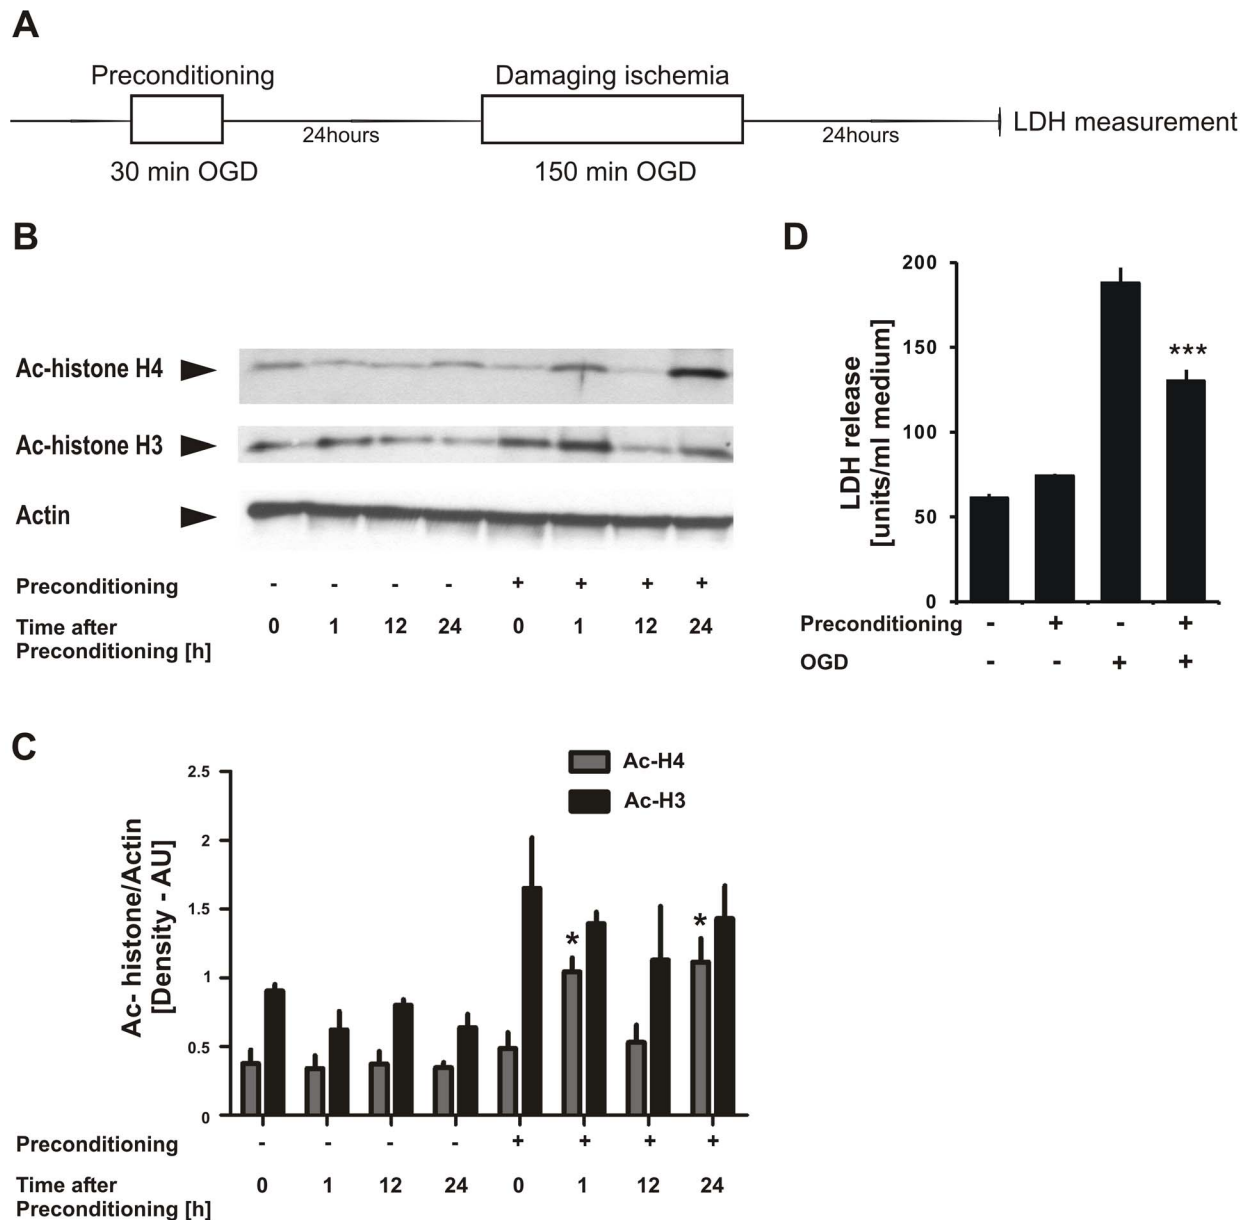 A
Preconditioning
Damaging ischemia
24hours
24hours
LDH measurement
30 min OGD
150 min OGD
B
Ac-histone H4
Ac-histone H3
Actin
Preconditioning - - - - + + + +
Time after
Preconditioning [h]
0 1 12 24 0 1 12 24
D
LDH release
[units/ml medium]
200
150
100
50
0
***
Preconditioning - + - +
OGD - - + +
C
Ac-H4
Ac-H3
Ac- histone/Actin
[Density - AU]
2.5
2
1.5
1
0.5
0
* *
Preconditioning - - - - + + + +
Time after
Preconditioning [h]
0 1 12 24 0 1 12 24